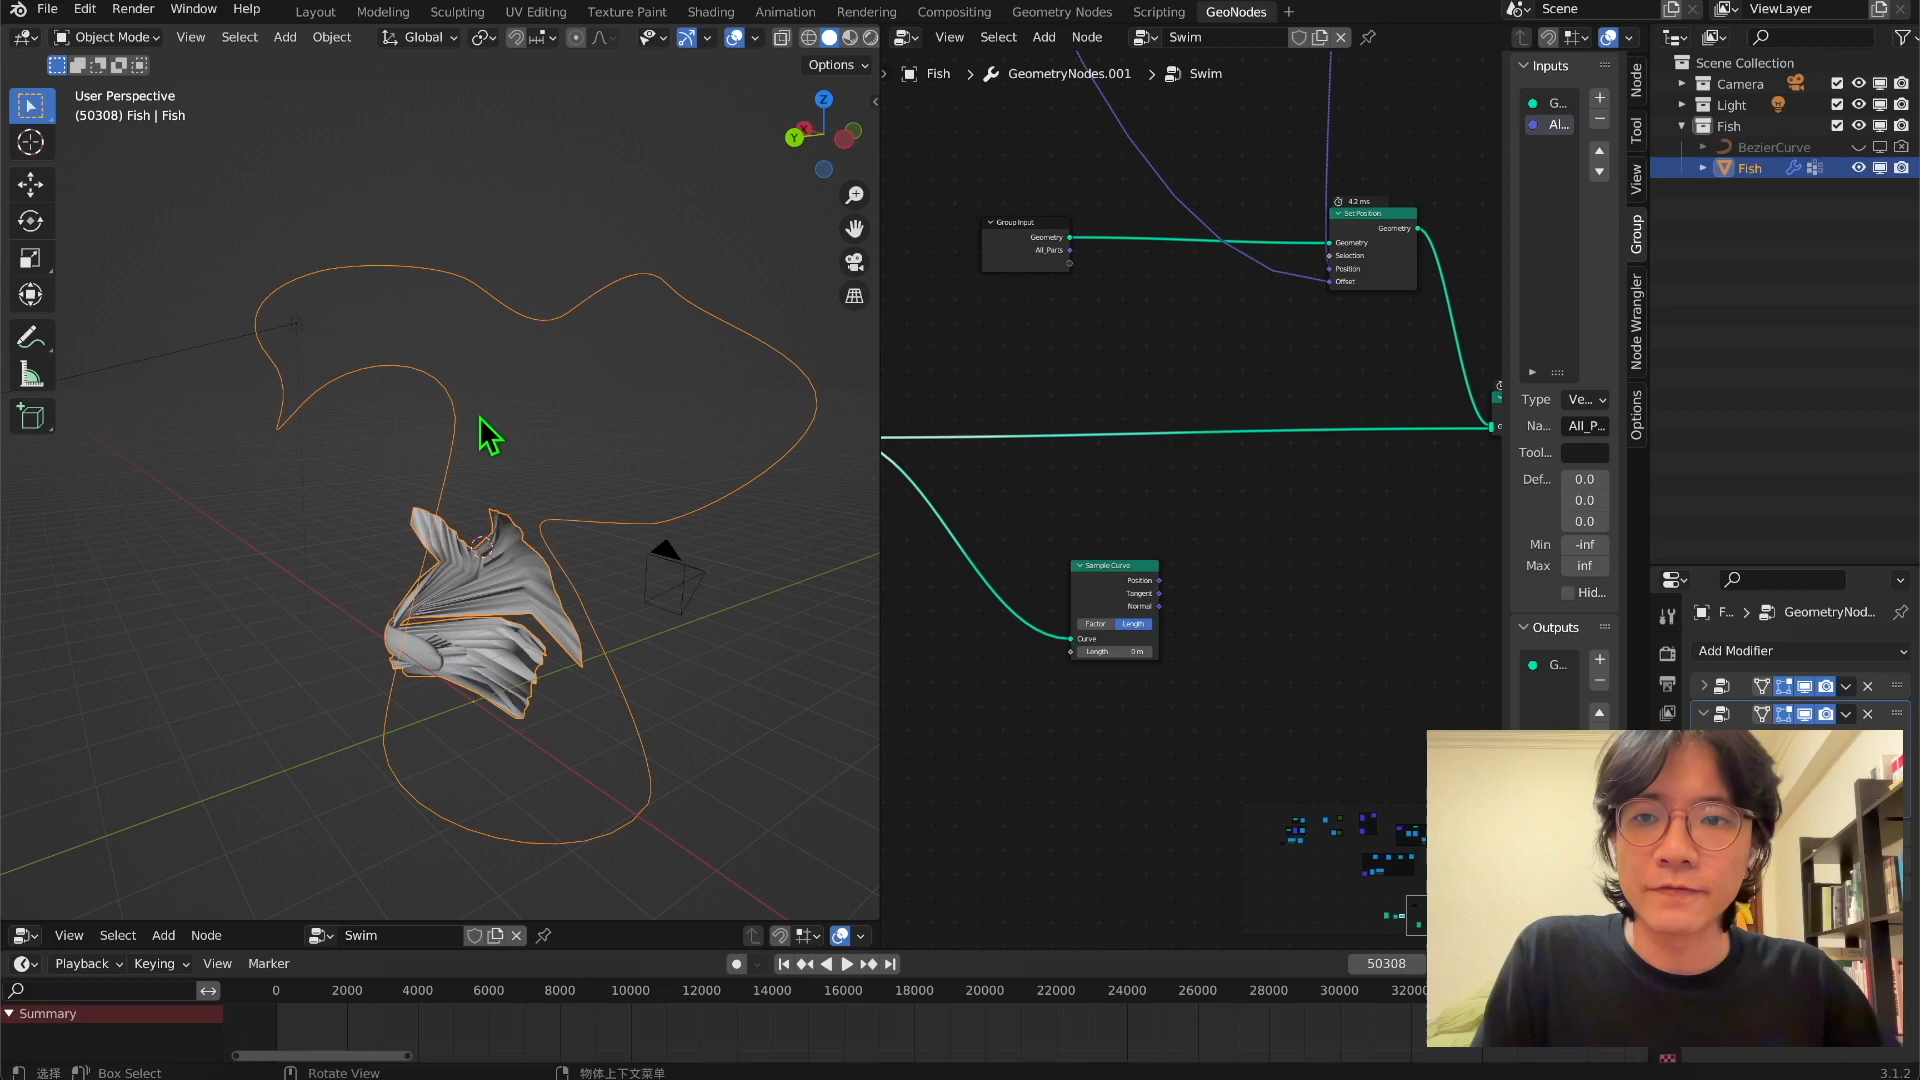 File Edit Render Window Help
Layout Modeling Sculpting UV Editing Texture Paint Shading Animation Rendering Compositing Geometry Nodes Scripting GeoNodes
Scene
ViewLayer
Object Mode View Select Add Object Global
View Select Add Node Swim
Options
User Perspective
(50308) Fish | Fish
Z
Y
X
Fish GeometryNodes.001 Swim
Group Input
Geometry
All_Parts
4.2 ms
Set Position
Geometry
Geometry
Selection
Position
Offset
Sample Curve
Position
Tangent
Normal
Factor Length
Curve
Length 0 m
Inputs
G...
Al...
Type Ve...
Na... All_P...
Tool...
Def... 0.0
0.0
0.0
Min -inf
Max inf
Hid...
Outputs
G...
Node
Tool
View
Group
Node Wrangler
Options
Scene Collection
Camera
Light
Fish
BezierCurve
Fish
F... GeometryNod...
Add Modifier
View Select Add Node Swim
Playback Keying View Marker
50308
0 2000 4000 6000 8000 10000 12000 14000 16000 18000 20000 22000 24000 26000 28000 30000 32000
Summary
选择 Box Select Rotate View 物体上下文菜单
3.1.2